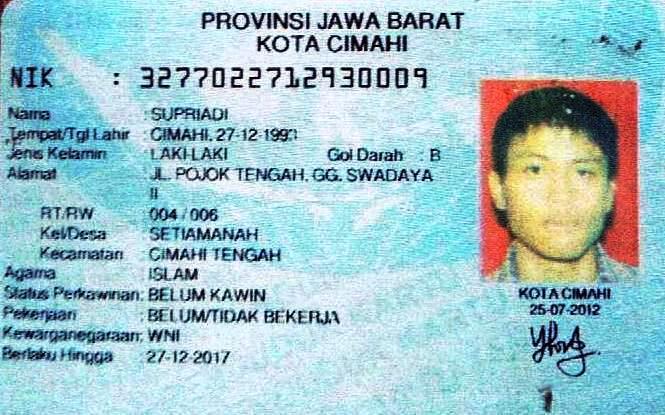 PROVINSI JAWA BARAT
KOTA CIMAHI
NIK : 3277022712930009
Nama : SUPRIADI
Tempat/Tgl Lahir : CIMAHI, 27-12-1993
Jenis Kelamin : LAKI-LAKI Gol Darah : B
Alamat : JL. POJOK TENGAH. GG. SWADAYA
II
RT/RW : 004 / 006
Kel/Desa : SETIAMANAH
Kecamatan : CIMAHI TENGAH
Agama : ISLAM
Status Perkawinan: BELUM KAWIN
Pekerjaan : BELUM/TIDAK BEKERJA
Kewarganegaraan: WNI
Berlaku Hingga : 27-12-2017
KOTA CIMAHI
25-07-2012